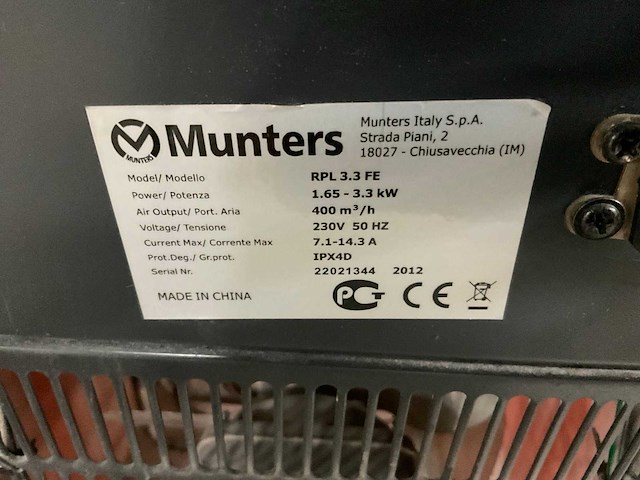 MUNTERS
Munters
Munters Italy S.p.A.
Strada Piani, 2
18027 - Chiusavecchia (IM)
Model/ Modello RPL 3.3 FE
Power/ Potenza 1.65 - 3.3 kW
Air Output/ Port. Aria 400 m³/h
Voltage/ Tensione 230V 50 HZ
Current Max/ Corrente Max 7.1-14.3 A
Prot.Deg./ Gr.prot. IPX4D
Serial Nr. 22021344 2012
MADE IN CHINA PCT CE